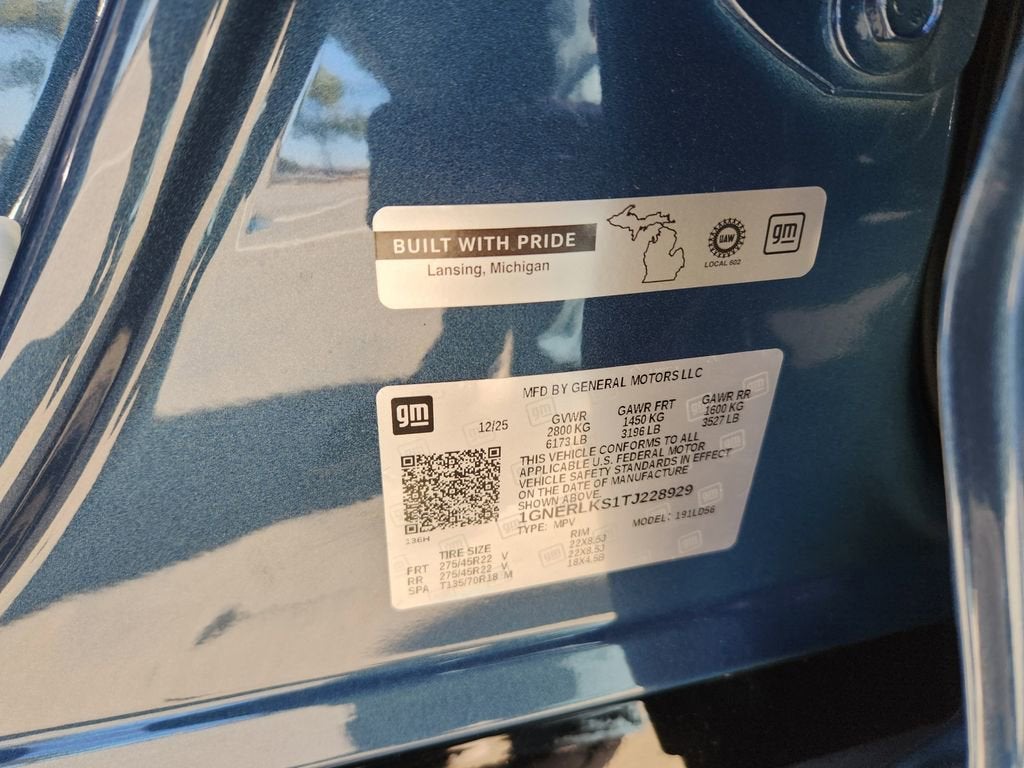 BUILT WITH PRIDE
Lansing, Michigan
UAW
LOCAL 602
gm
MFD BY GENERAL MOTORS LLC
gm
12/25
GVWR GAWR FRT GAWR RR
2800 KG 1450 KG 1600 KG
6173 LB 3196 LB 3527 LB
THIS VEHICLE CONFORMS TO ALL
APPLICABLE U.S. FEDERAL MOTOR
VEHICLE SAFETY STANDARDS IN EFFECT
ON THE DATE OF MANUFACTURE
SHOWN ABOVE.
1GNERLKS1TJ228929
TYPE: MPV MODEL: 191LD56
136H
TIRE SIZE RIM
FRT 275/45R22 V 22X8.5J
RR 275/45R22 V 22X8.5J
SPA T135/70R18 M 18X4.5B